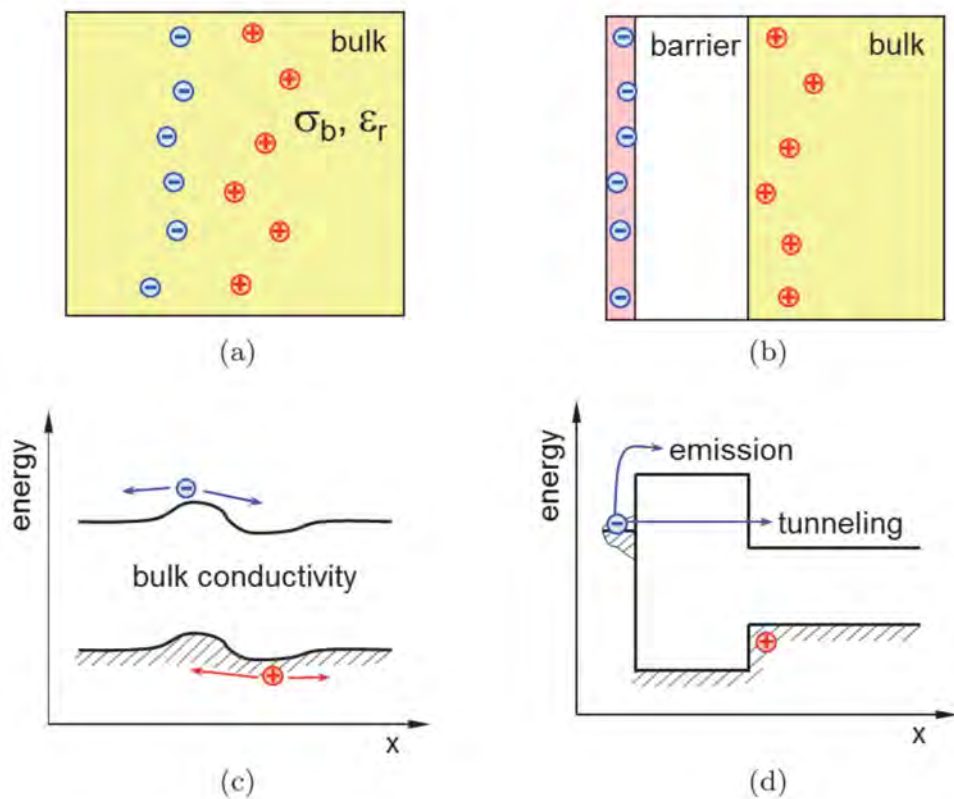 bulk
σb, εr
(a)
barrier
bulk
(b)
energy
bulk conductivity
x
(c)
energy
emission
tunneling
x
(d)